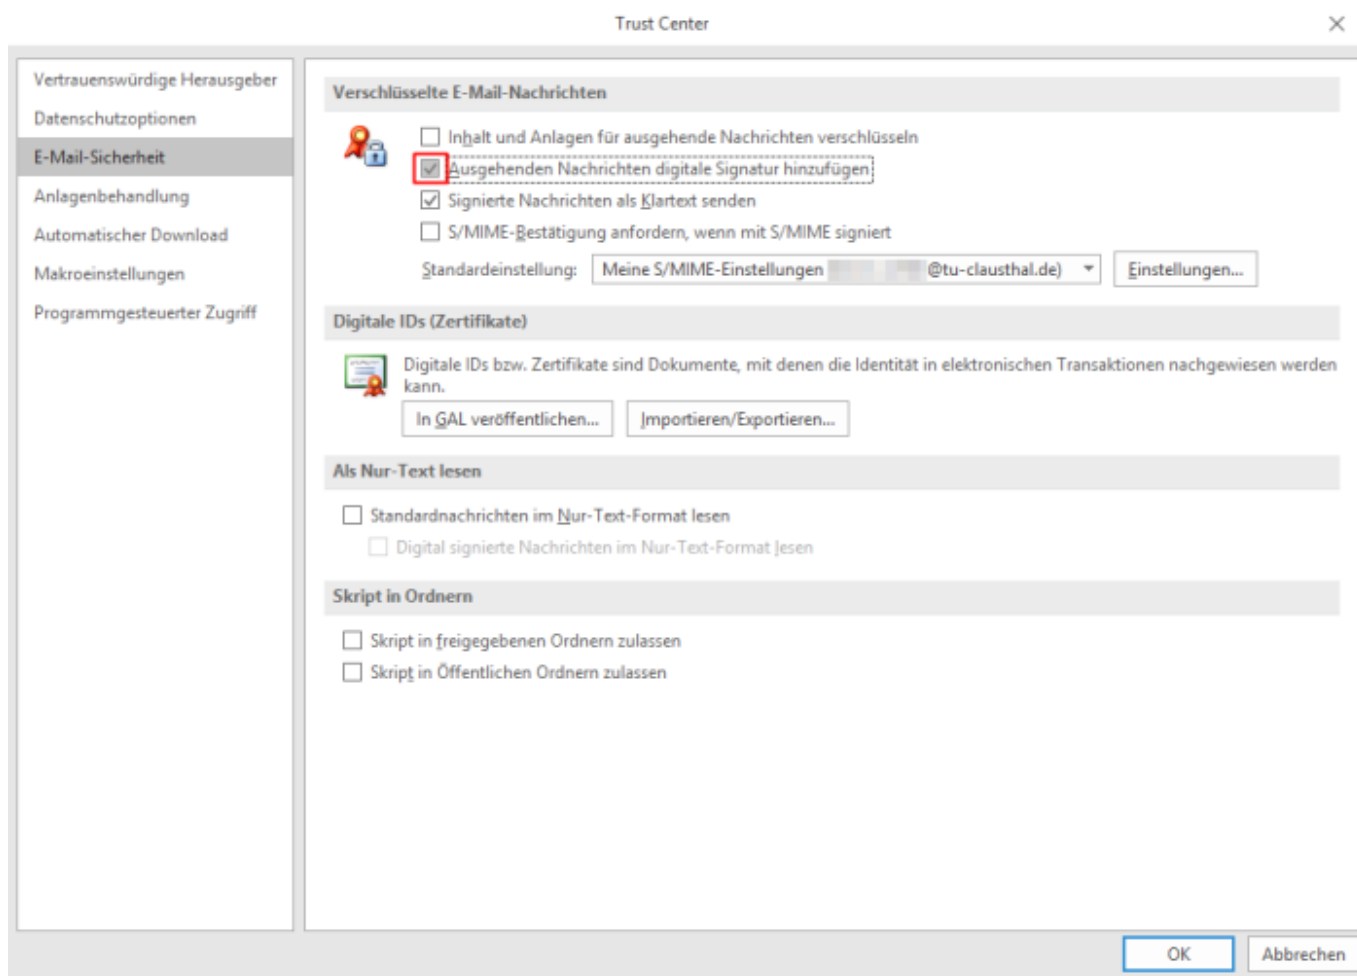 Trust Center
Vertrauenswürdige Herausgeber
Datenschutzoptionen
E-Mail-Sicherheit
Anlagenbehandlung
Automatischer Download
Makroeinstellungen
Programmgesteuerter Zugriff
Verschlüsselte E-Mail-Nachrichten
Inhalt und Anlagen für ausgehende Nachrichten verschlüsseln
Ausgehenden Nachrichten digitale Signatur hinzufügen
Signierte Nachrichten als Klartext senden
S/MIME-Bestätigung anfordern, wenn mit S/MIME signiert
Standardeinstellung: Meine S/MIME-Einstellungen @tu-clausthal.de) Einstellungen...
Digitale IDs (Zertifikate)
Digitale IDs bzw. Zertifikate sind Dokumente, mit denen die Identität in elektronischen Transaktionen nachgewiesen werden
kann.
In GAL veröffentlichen... Importieren/Exportieren...
Als Nur-Text lesen
Standardnachrichten im Nur-Text-Format lesen
Digital signierte Nachrichten im Nur-Text-Format lesen
Skript in Ordnern
Skript in freigegebenen Ordnern zulassen
Skript in Öffentlichen Ordnern zulassen
OK Abbrechen